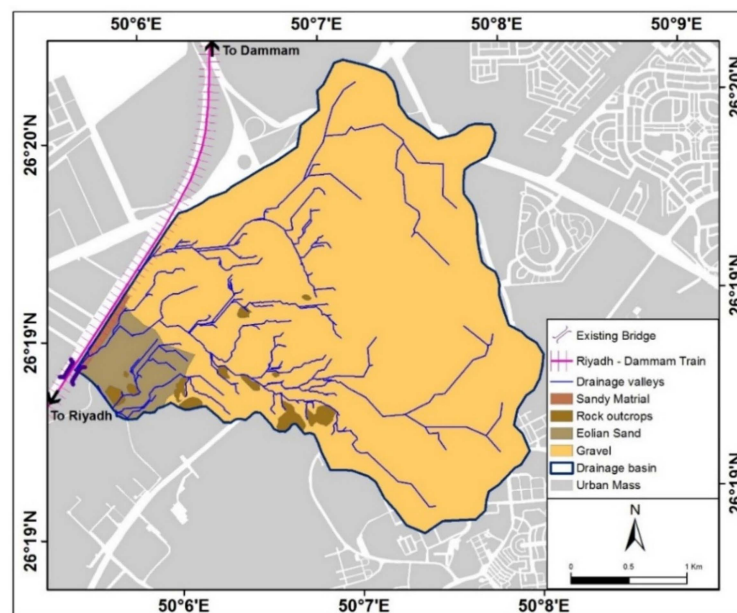 50°6'E 50°7'E 50°8'E 50°9'E
To Dammam
26°20'N
26°20'N
26°19'N
26°19'N
To Riyadh
26°19'N
26°19'N
Existing Bridge
Riyadh - Dammam Train
Drainage valleys
Sandy Matrial
Rock outcrops
Eolian Sand
Gravel
Drainage basin
Urban Mass
N
0 0.5 1 Km
50°6'E 50°7'E 50°8'E